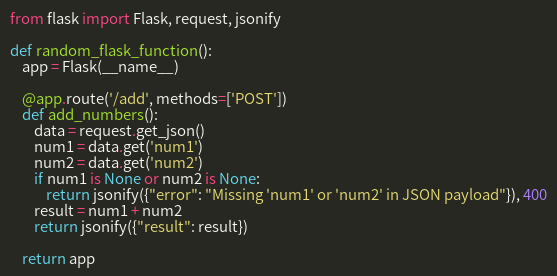 from flask import Flask, request, jsonify

def random_flask_function():
    app = Flask(__name__)

    @app.route('/add', methods=['POST'])
    def add_numbers():
        data = request.get_json()
        num1 = data.get('num1')
        num2 = data.get('num2')
        if num1 is None or num2 is None:
            return jsonify({"error": "Missing 'num1' or 'num2' in JSON payload"}), 400
        result = num1 + num2
        return jsonify({"result": result})

    return app